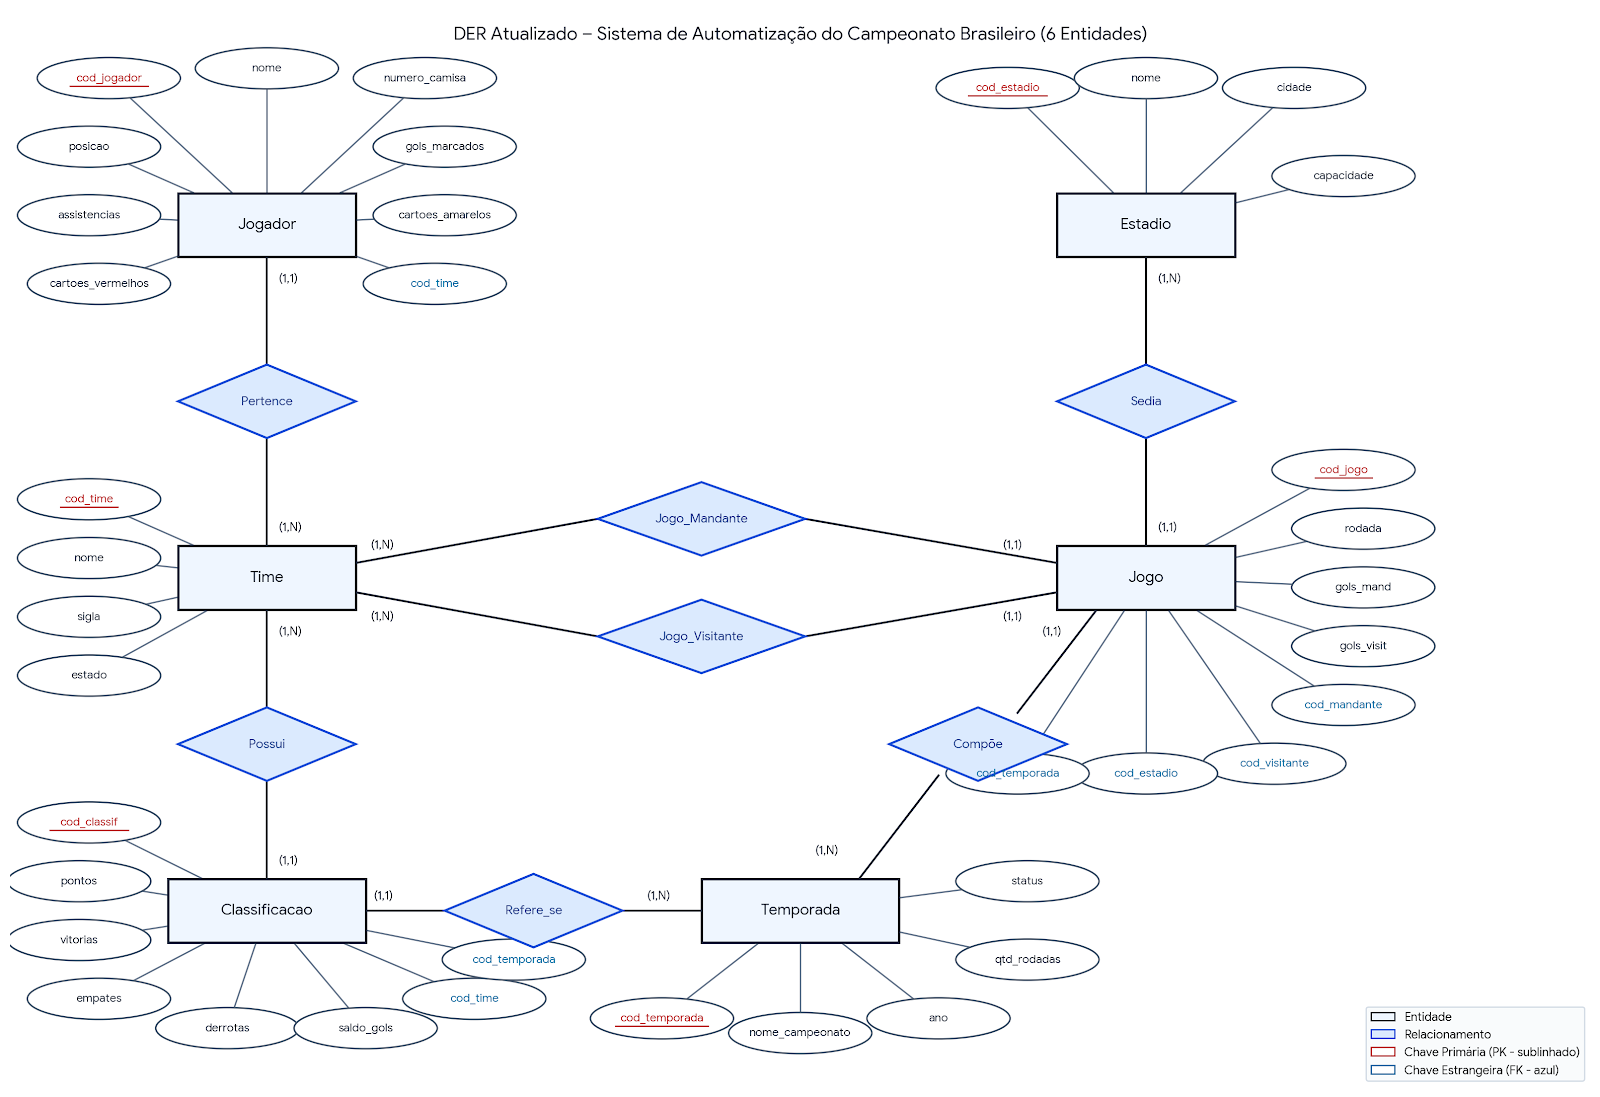 DER Atualizado – Sistema de Automatização do Campeonato Brasileiro (6 Entidades)
cod_jogador
nome
numero_camisa
posicao
gols_marcados
assistencias
cartoes_amarelos
cartoes_vermelhos
cod_time
Jogador
(1,1)
cod_estadio
nome
cidade
capacidade
Estadio
(1,N)
Pertence
Sedia
(1,N)
(1,1)
cod_time
nome
sigla
estado
Time
(1,N)
(1,N)
(1,N)
Jogo_Mandante
Jogo_Visitante
(1,1)
(1,1)
(1,1)
Jogo
cod_jogo
rodada
gols_mand
gols_visit
cod_mandante
cod_visitante
cod_estadio
cod_temporada
Possui
Compõe
(1,N)
(1,1)
cod_classif
pontos
vitorias
empates
derrotas
saldo_gols
cod_time
cod_temporada
Classificacao
(1,1)
Refere_se
(1,N)
Temporada
status
qtd_rodadas
cod_temporada
nome_campeonato
ano
Entidade
Relacionamento
Chave Primária (PK - sublinhado)
Chave Estrangeira (FK - azul)